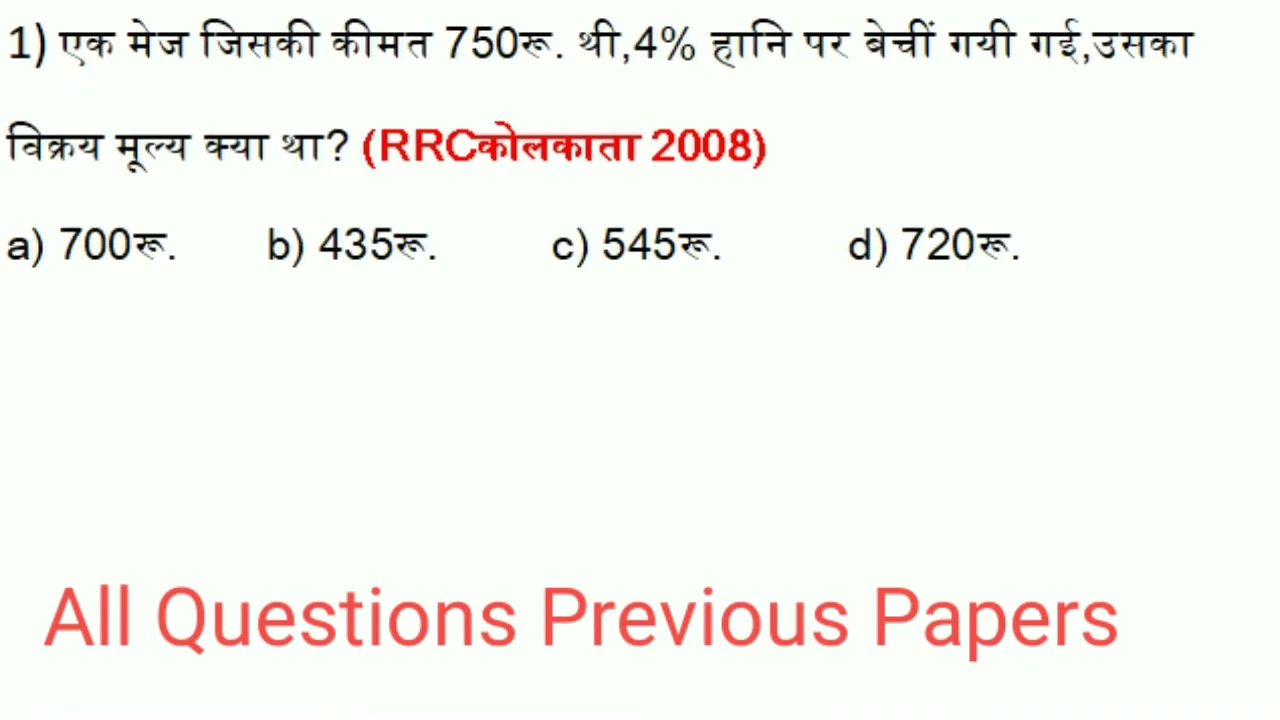 1) एक मेज जिसकी कीमत 750रू. थी,4% हानि पर बेचीं गयी गई,उसका
विक्रय मूल्य क्या था? (RRCकोलकाता 2008)
a) 700रू. b) 435रू. c) 545रू. d) 720रू.
All Questions Previous Papers